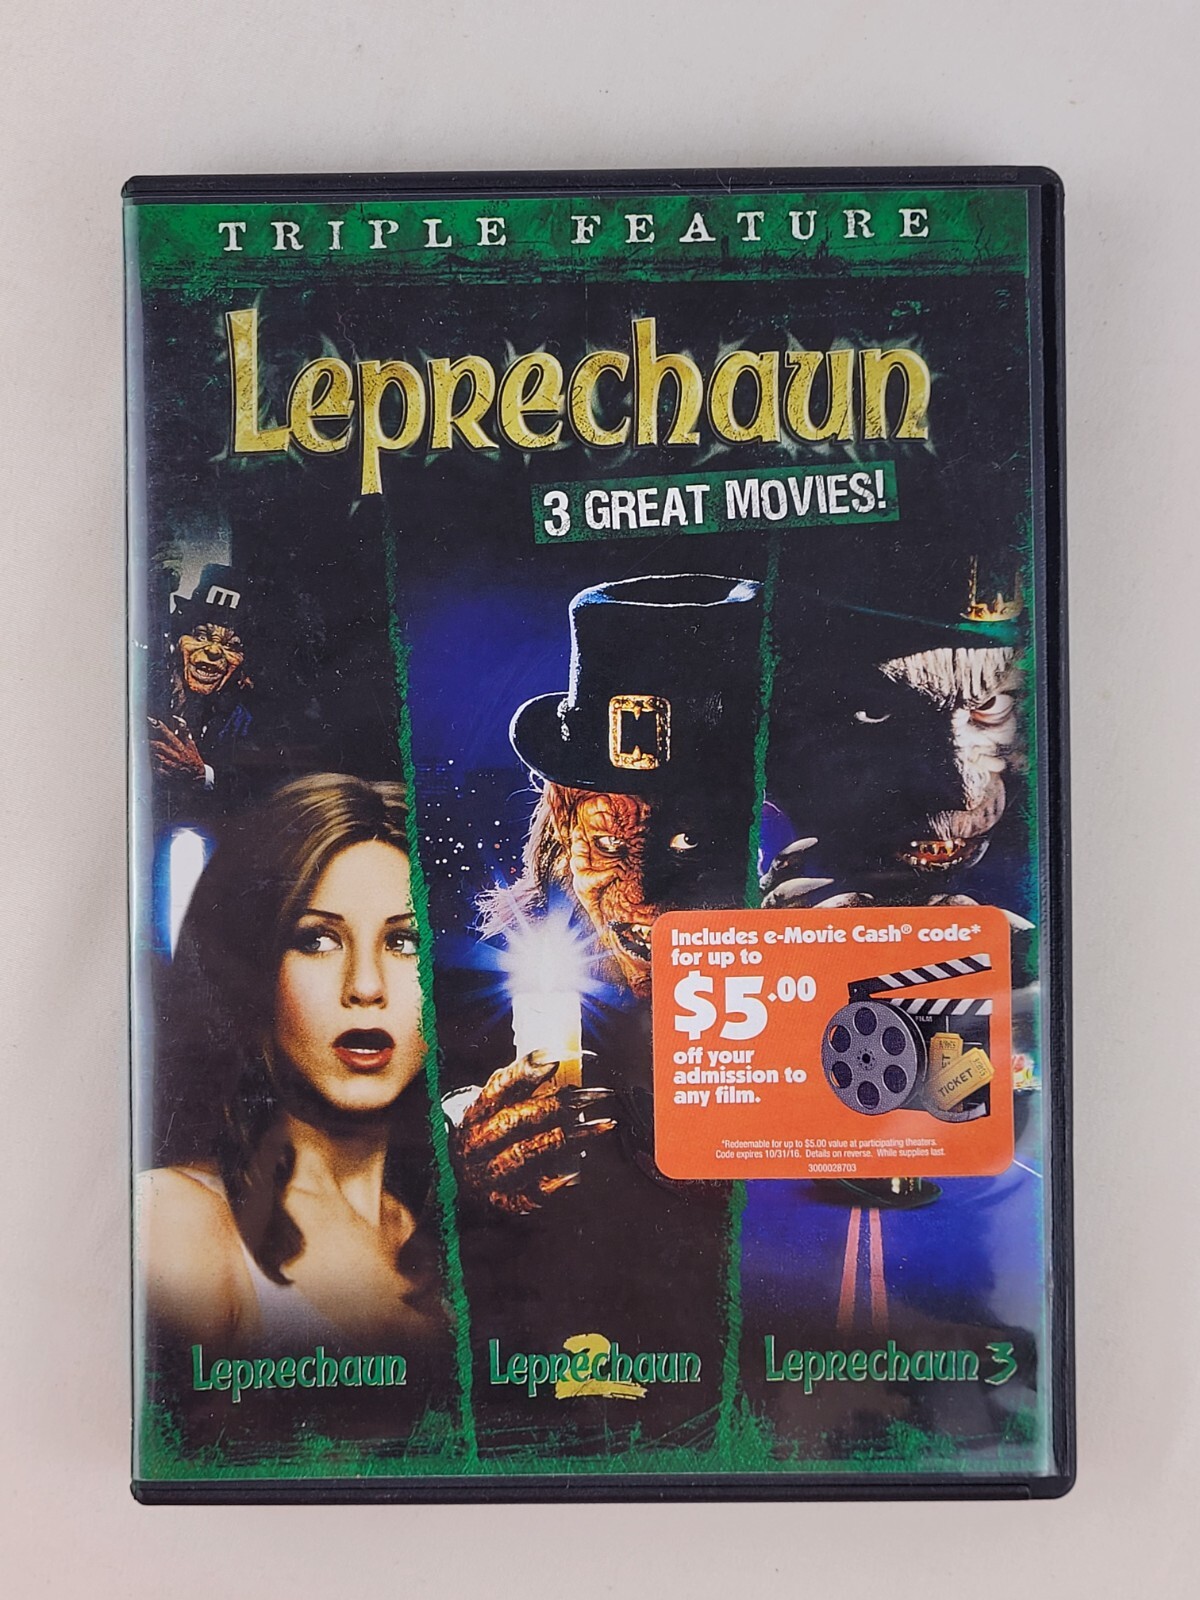 TRIPLE FEATURE
Leprechaun
3 GREAT MOVIES!
Includes e-Movie Cash® code*
for up to
$5.00
off your
admission to
any film.
FILM
TICKET
*Redeemable for up to $5.00 value at participating theaters.
Code expires 10/31/16. Details on reverse. While supplies last.
3000028703
Leprechaun
Leprechaun 2
Leprechaun 3